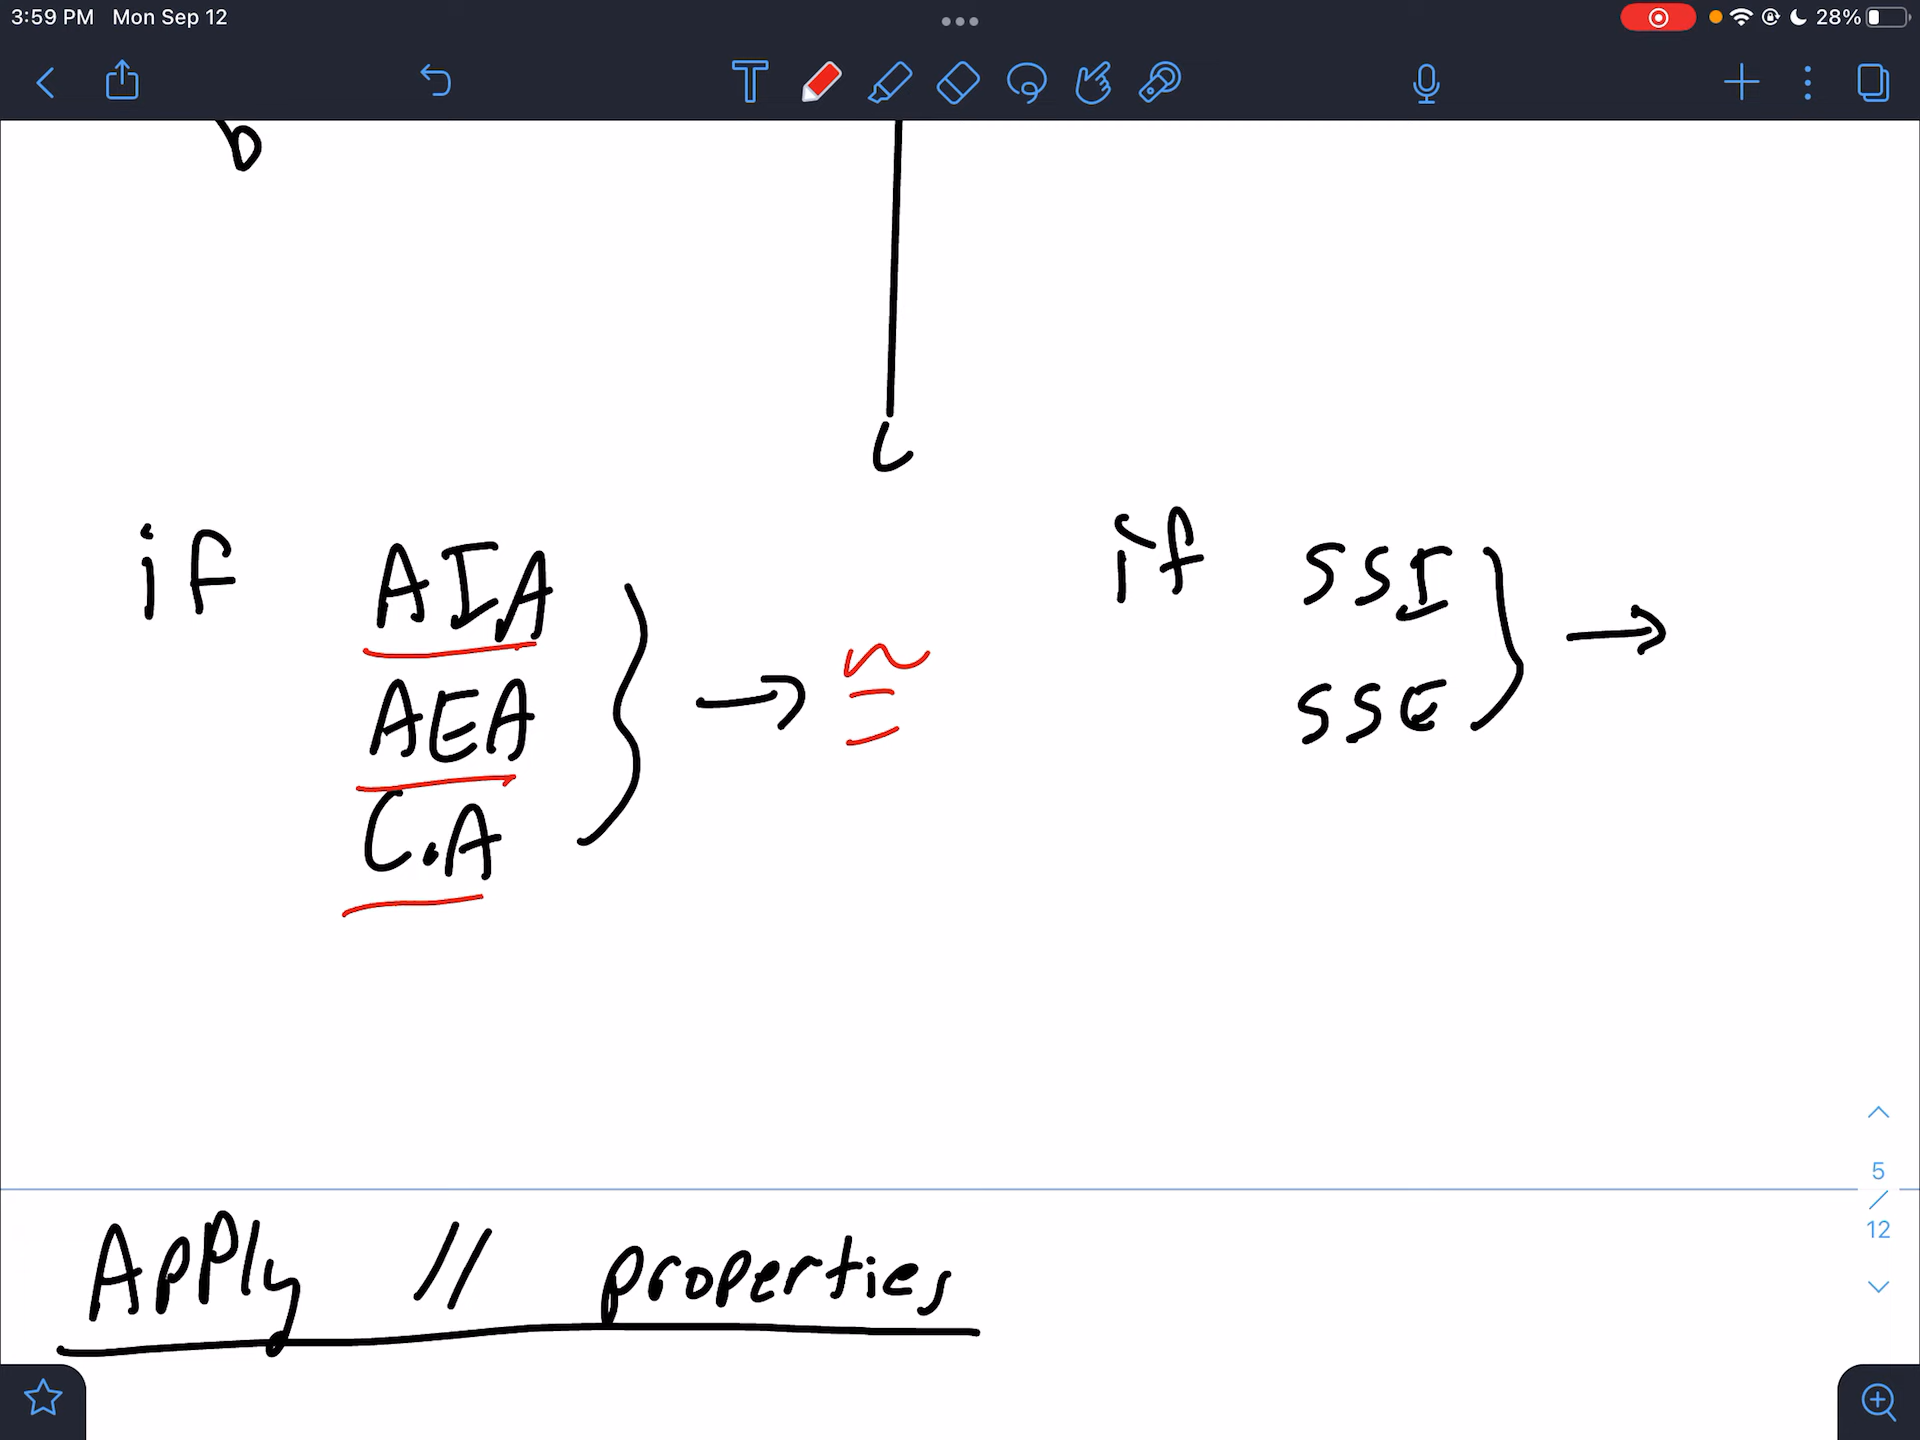 3:59 PM Mon Sep 12
28%
T
b
c
if AIA
AEA
C.A
→ ≅
if SSI
SSE
→
5
/
12
Apply // properties